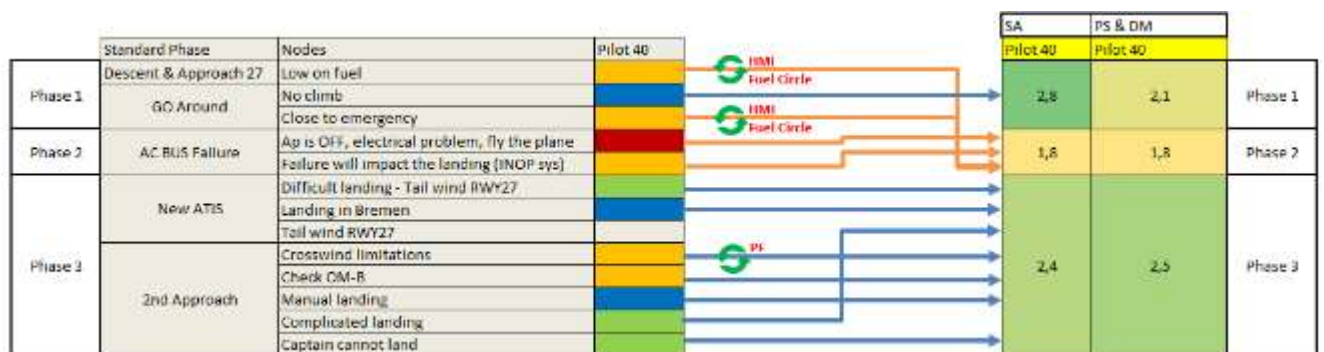 SA PS & DM
Standard Phase Nodes Pilot 40 Pilot 40 Pilot 40
Phase 1 Descent & Approach 27 Low on fuel HMI Fuel Circle 2,8 2,1 Phase 1
GO Around No climb
Close to emergency HMI Fuel Circle
Phase 2 AC BUS Failure Ap is OFF, electrical problem, fly the plane 1,8 1,8 Phase 2
Failure will impact the landing (INOP sys)
Phase 3 New ATIS Difficult landing - Tail wind RWY27 2,4 2,5 Phase 3
Landing in Bremen
Tail wind RWY27
2nd Approach Crosswind limitations PF
Check OM-B
Manual landing
Complicated landing
Captain cannot land